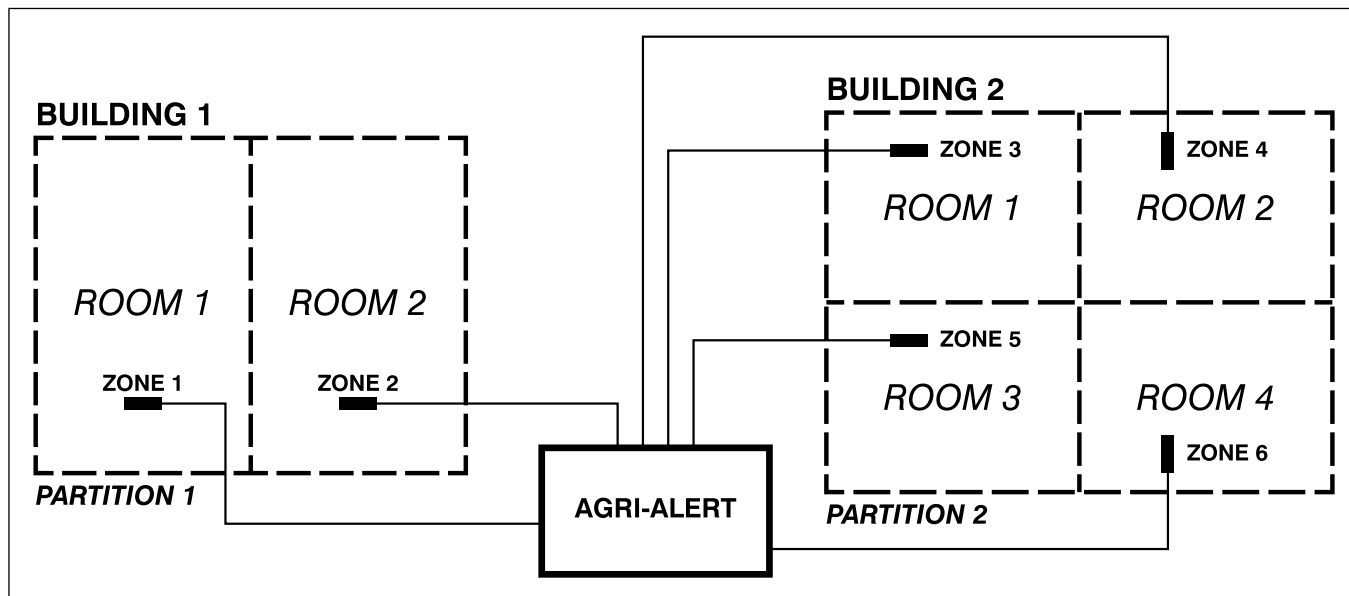 BUILDING 1
ROOM 1
ROOM 2
ZONE 1
ZONE 2
PARTITION 1
AGRI-ALERT
BUILDING 2
ZONE 3
ZONE 4
ROOM 1
ROOM 2
ZONE 5
ROOM 3
ROOM 4
ZONE 6
PARTITION 2